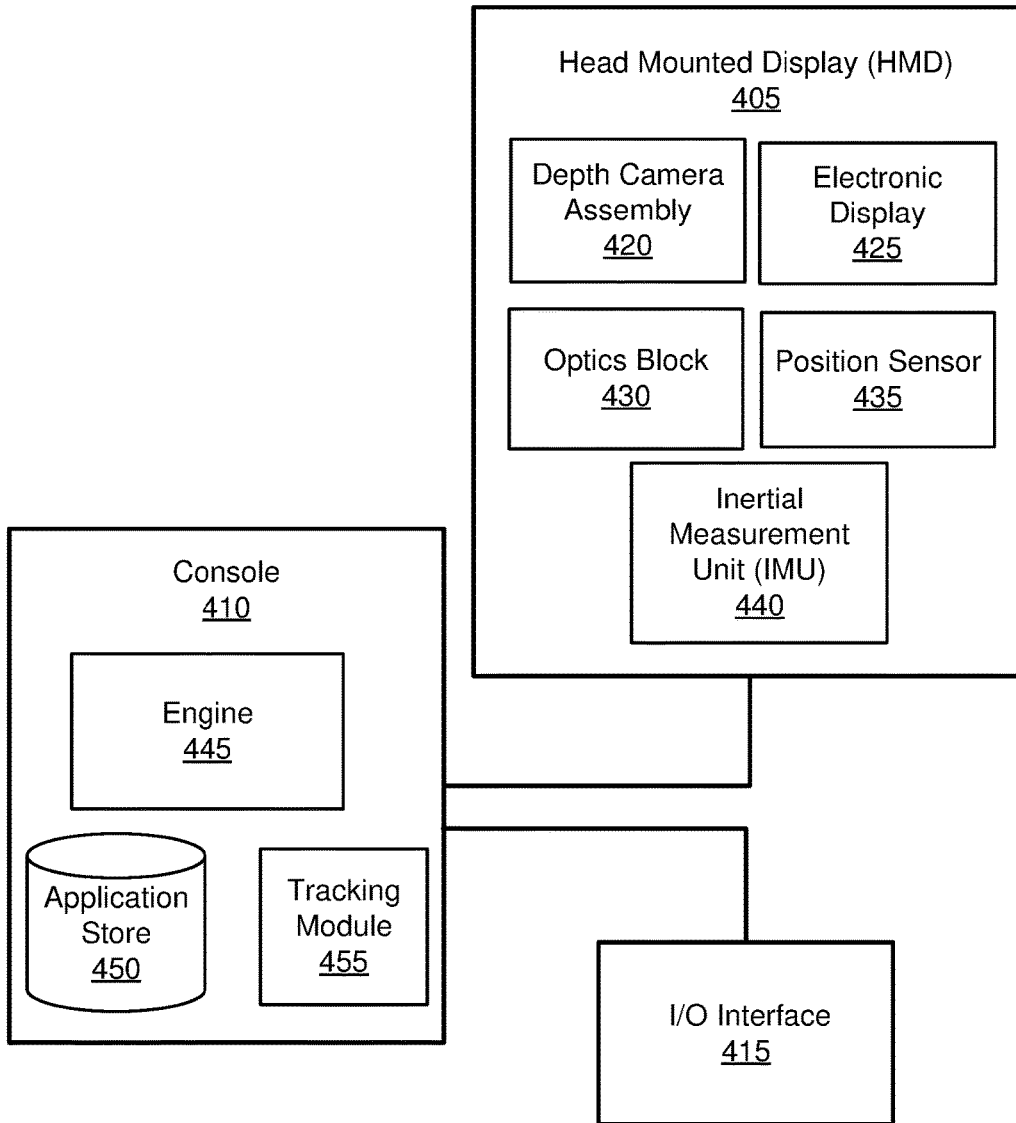 Head Mounted Display (HMD)
405
Depth Camera
Assembly
420
Electronic
Display
425
Optics Block
430
Position Sensor
435
Inertial
Measurement
Unit (IMU)
440
Console
410
Engine
445
Application
Store
450
Tracking
Module
455
I/O Interface
415